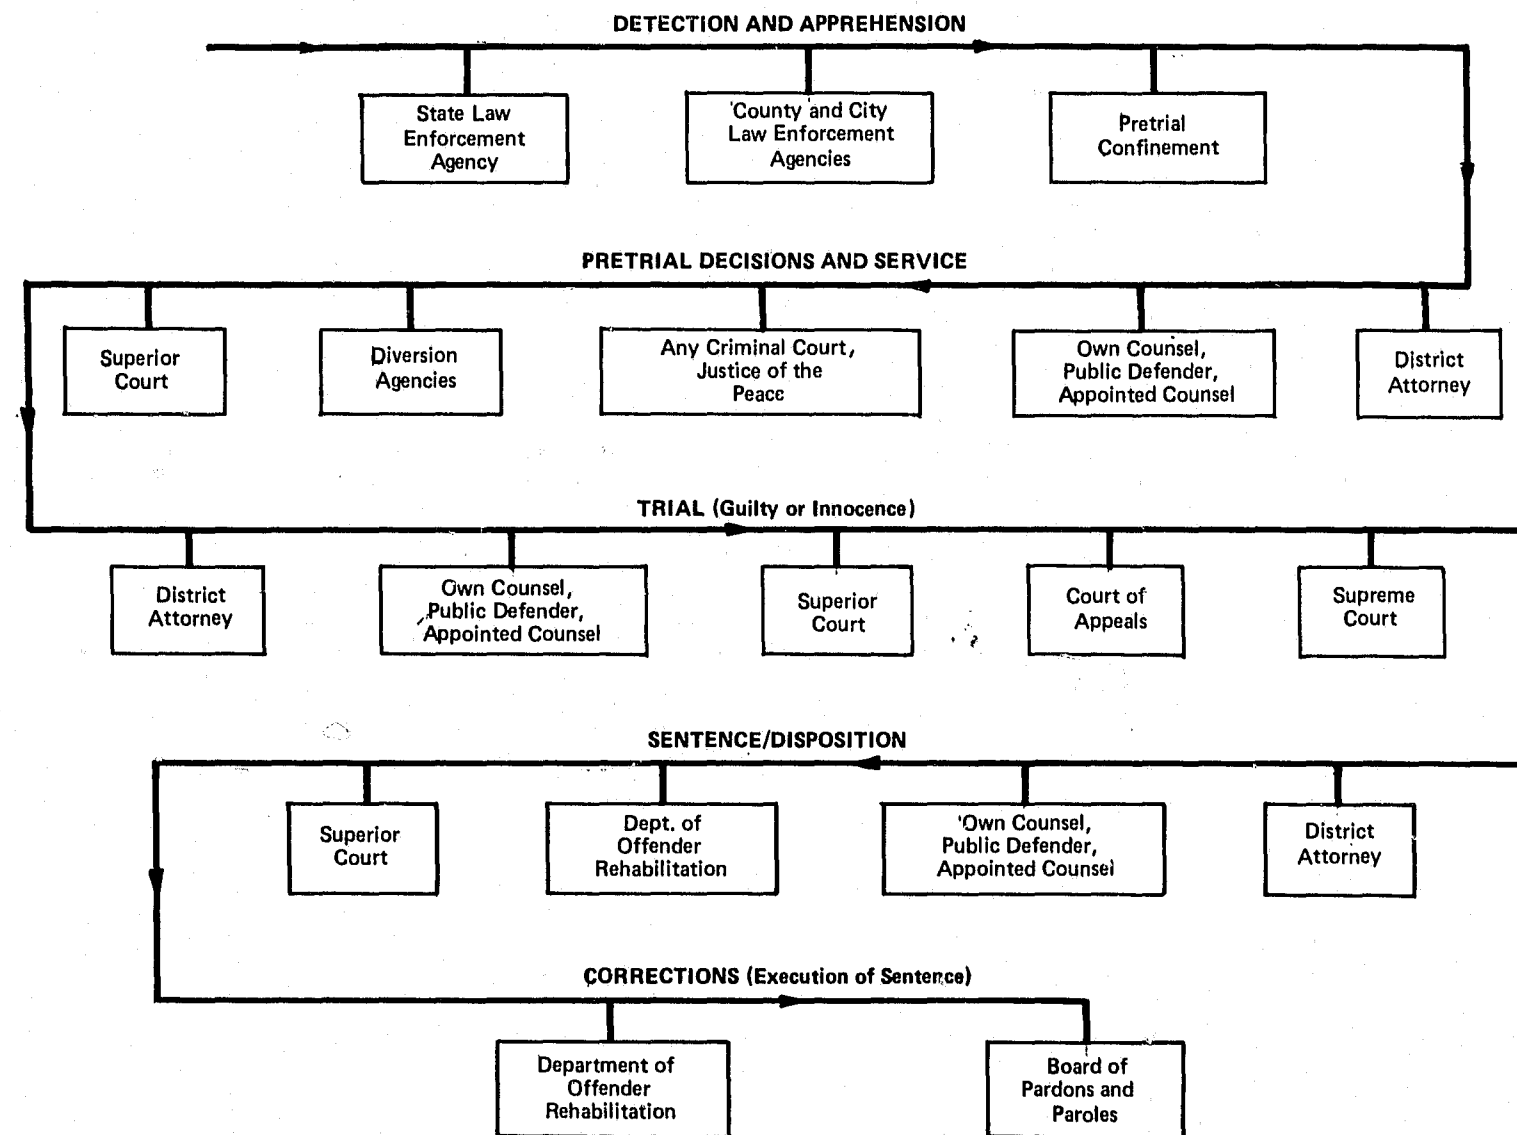 DETECTION AND APPREHENSION
State Law
Enforcement
Agency
County and City
Law Enforcement
Agencies
Pretrial
Confinement
PRETRIAL DECISIONS AND SERVICE
Superior
Court
Diversion
Agencies
Any Criminal Court,
Justice of the
Peace
Own Counsel,
Public Defender,
Appointed Counsel
District
Attorney
TRIAL (Guilty or Innocence)
District
Attorney
Own Counsel,
Public Defender,
Appointed Counsel
Superior
Court
Court of
Appeals
Supreme
Court
SENTENCE/DISPOSITION
Superior
Court
Dept. of
Offender
Rehabilitation
Own Counsel,
Public Defender,
Appointed Counsel
District
Attorney
CORRECTIONS (Execution of Sentence)
Department of
Offender
Rehabilitation
Board of
Pardons and
Paroles